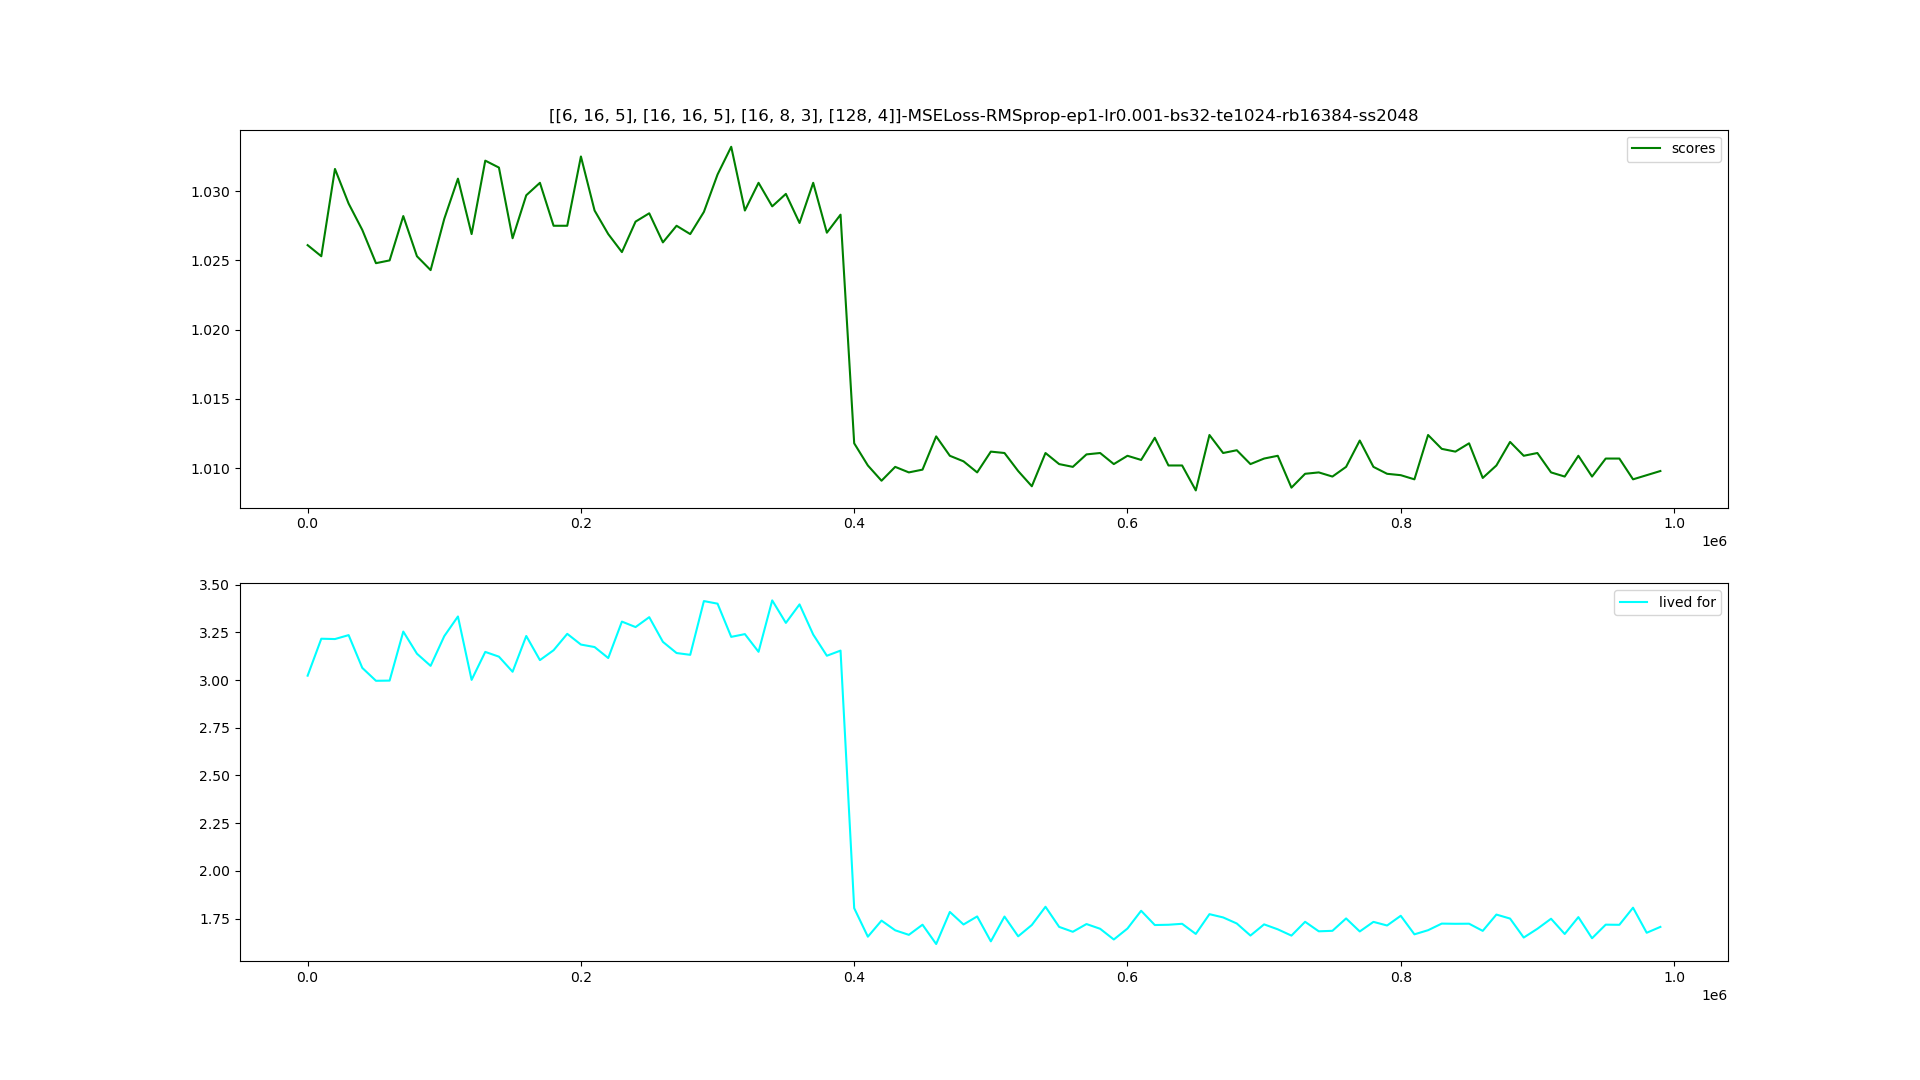 [[6, 16, 5], [16, 16, 5], [16, 8, 3], [128, 4]]-MSELoss-RMSprop-ep1-lr0.001-bs32-te1024-rb16384-ss2048
scores
1.030
1.025
1.020
1.015
1.010
0.0 0.2 0.4 0.6 0.8 1.0
1e6
lived for
3.50
3.25
3.00
2.75
2.50
2.25
2.00
1.75
0.0 0.2 0.4 0.6 0.8 1.0
1e6